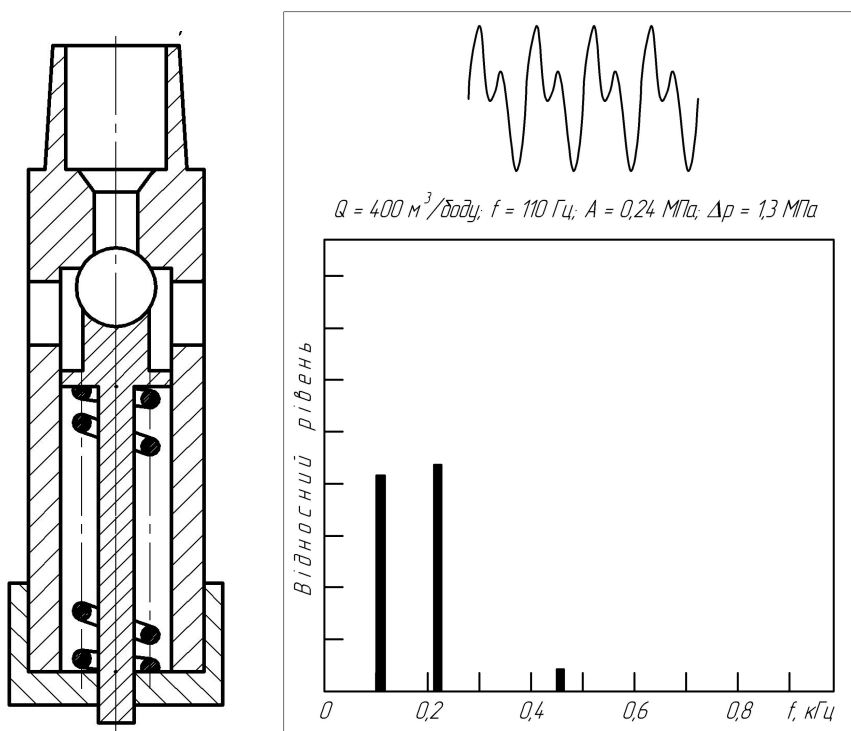 Q = 400 м³/боду; f = 110 Гц; A = 0,24 МПа; Δp = 1,3 МПа
Відносний рівень
0 0,2 0,4 0,6 0,8 f, кГц